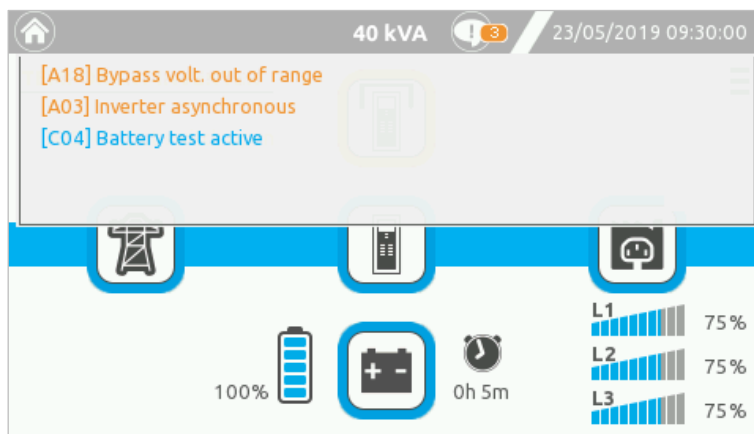 40 kVA
3
23/05/2019 09:30:00
[A18] Bypass volt. out of range
[A03] Inverter asynchronous
[C04] Battery test active
100%
0h 5m
L1
75%
L2
75%
L3
75%